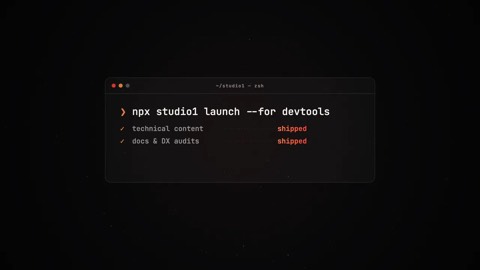 ~/studio1 — zsh
❯ npx studio1 launch --for devtools
✓ technical content shipped
✓ docs & DX audits shipped